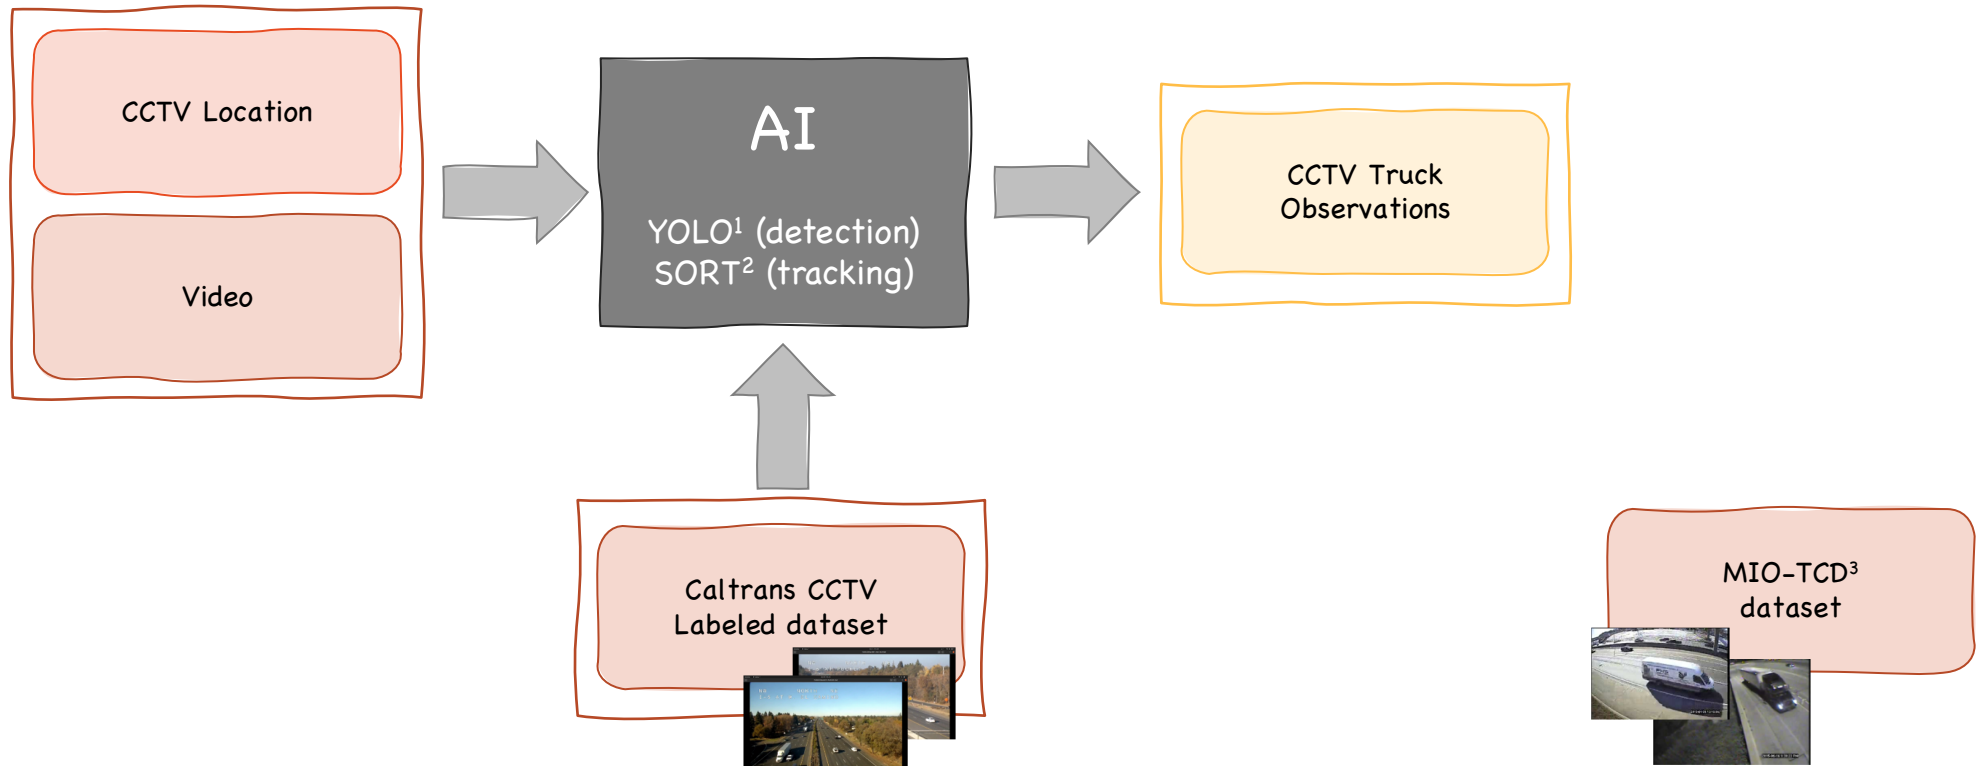 CCTV Location
Video
AI
YOLO¹ (detection)
SORT² (tracking)
CCTV Truck
Observations
Caltrans CCTV
Labeled dataset
MIO-TCD³
dataset